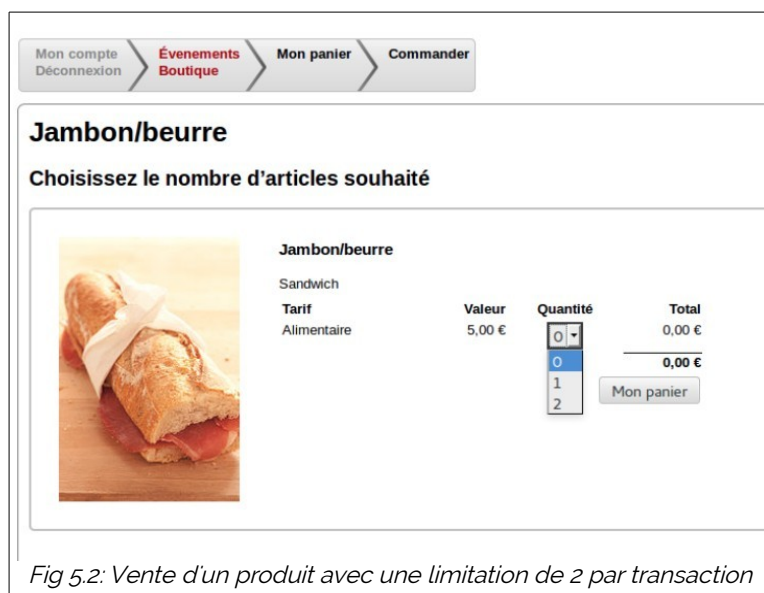 Mon compte
Déconnexion
Évenements
Boutique
Mon panier
Commander
Jambon/beurre
Choisissez le nombre d'articles souhaité
Jambon/beurre
Sandwich
Tarif Valeur Quantité Total
Alimentaire 5,00 € 0 0,00 €
0 0,00 €
1 Mon panier
2
Fig 5.2: Vente d'un produit avec une limitation de 2 par transaction